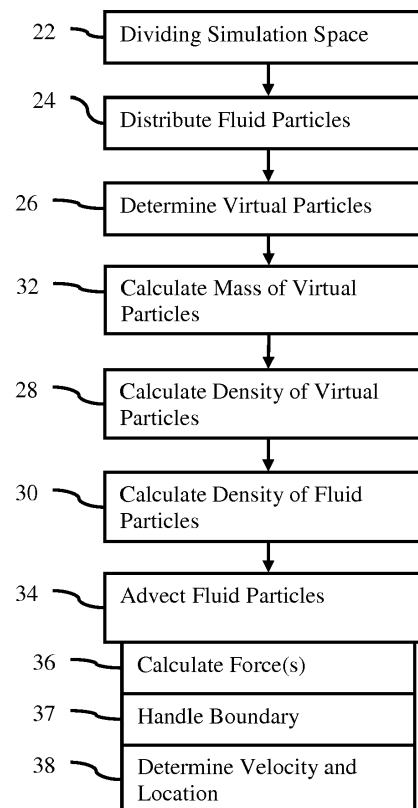 22 Dividing Simulation Space
24 Distribute Fluid Particles
26 Determine Virtual Particles
32 Calculate Mass of Virtual
Particles
28 Calculate Density of Virtual
Particles
30 Calculate Density of Fluid
Particles
34 Advect Fluid Particles
36 Calculate Force(s)
37 Handle Boundary
38 Determine Velocity and
Location